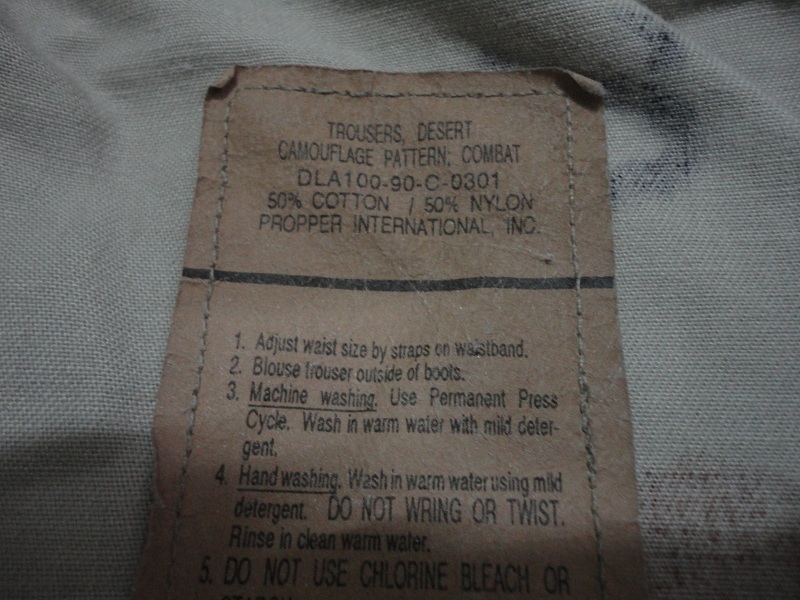 TROUSERS, DESERT
CAMOUFLAGE PATTERN: COMBAT
DLA100-90-C-0301
50% COTTON / 50% NYLON
PROPPER INTERNATIONAL, INC.
1. Adjust waist size by straps on waistband.
2. Blouse trouser outside of boots.
3. Machine washing. Use Permanent Press
Cycle. Wash in warm water with mild deter-
gent.
4. Hand washing. Wash in warm water using mild
detergent. DO NOT WRING OR TWIST.
Rinse in clean warm water.
5. DO NOT USE CHLORINE BLEACH OR